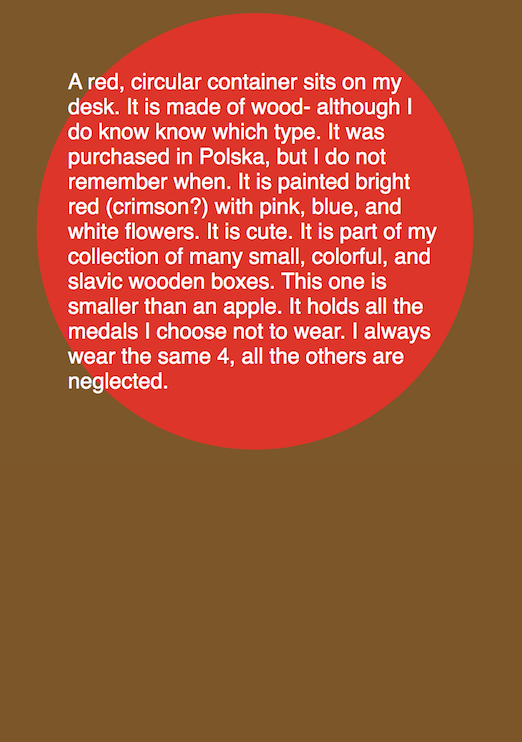 A red, circular container sits on my
desk. It is made of wood- although I
do know know which type. It was
purchased in Polska, but I do not
remember when. It is painted bright
red (crimson?) with pink, blue, and
white flowers. It is cute. It is part of my
collection of many small, colorful, and
slavic wooden boxes. This one is
smaller than an apple. It holds all the
medals I choose not to wear. I always
wear the same 4, all the others are
neglected.